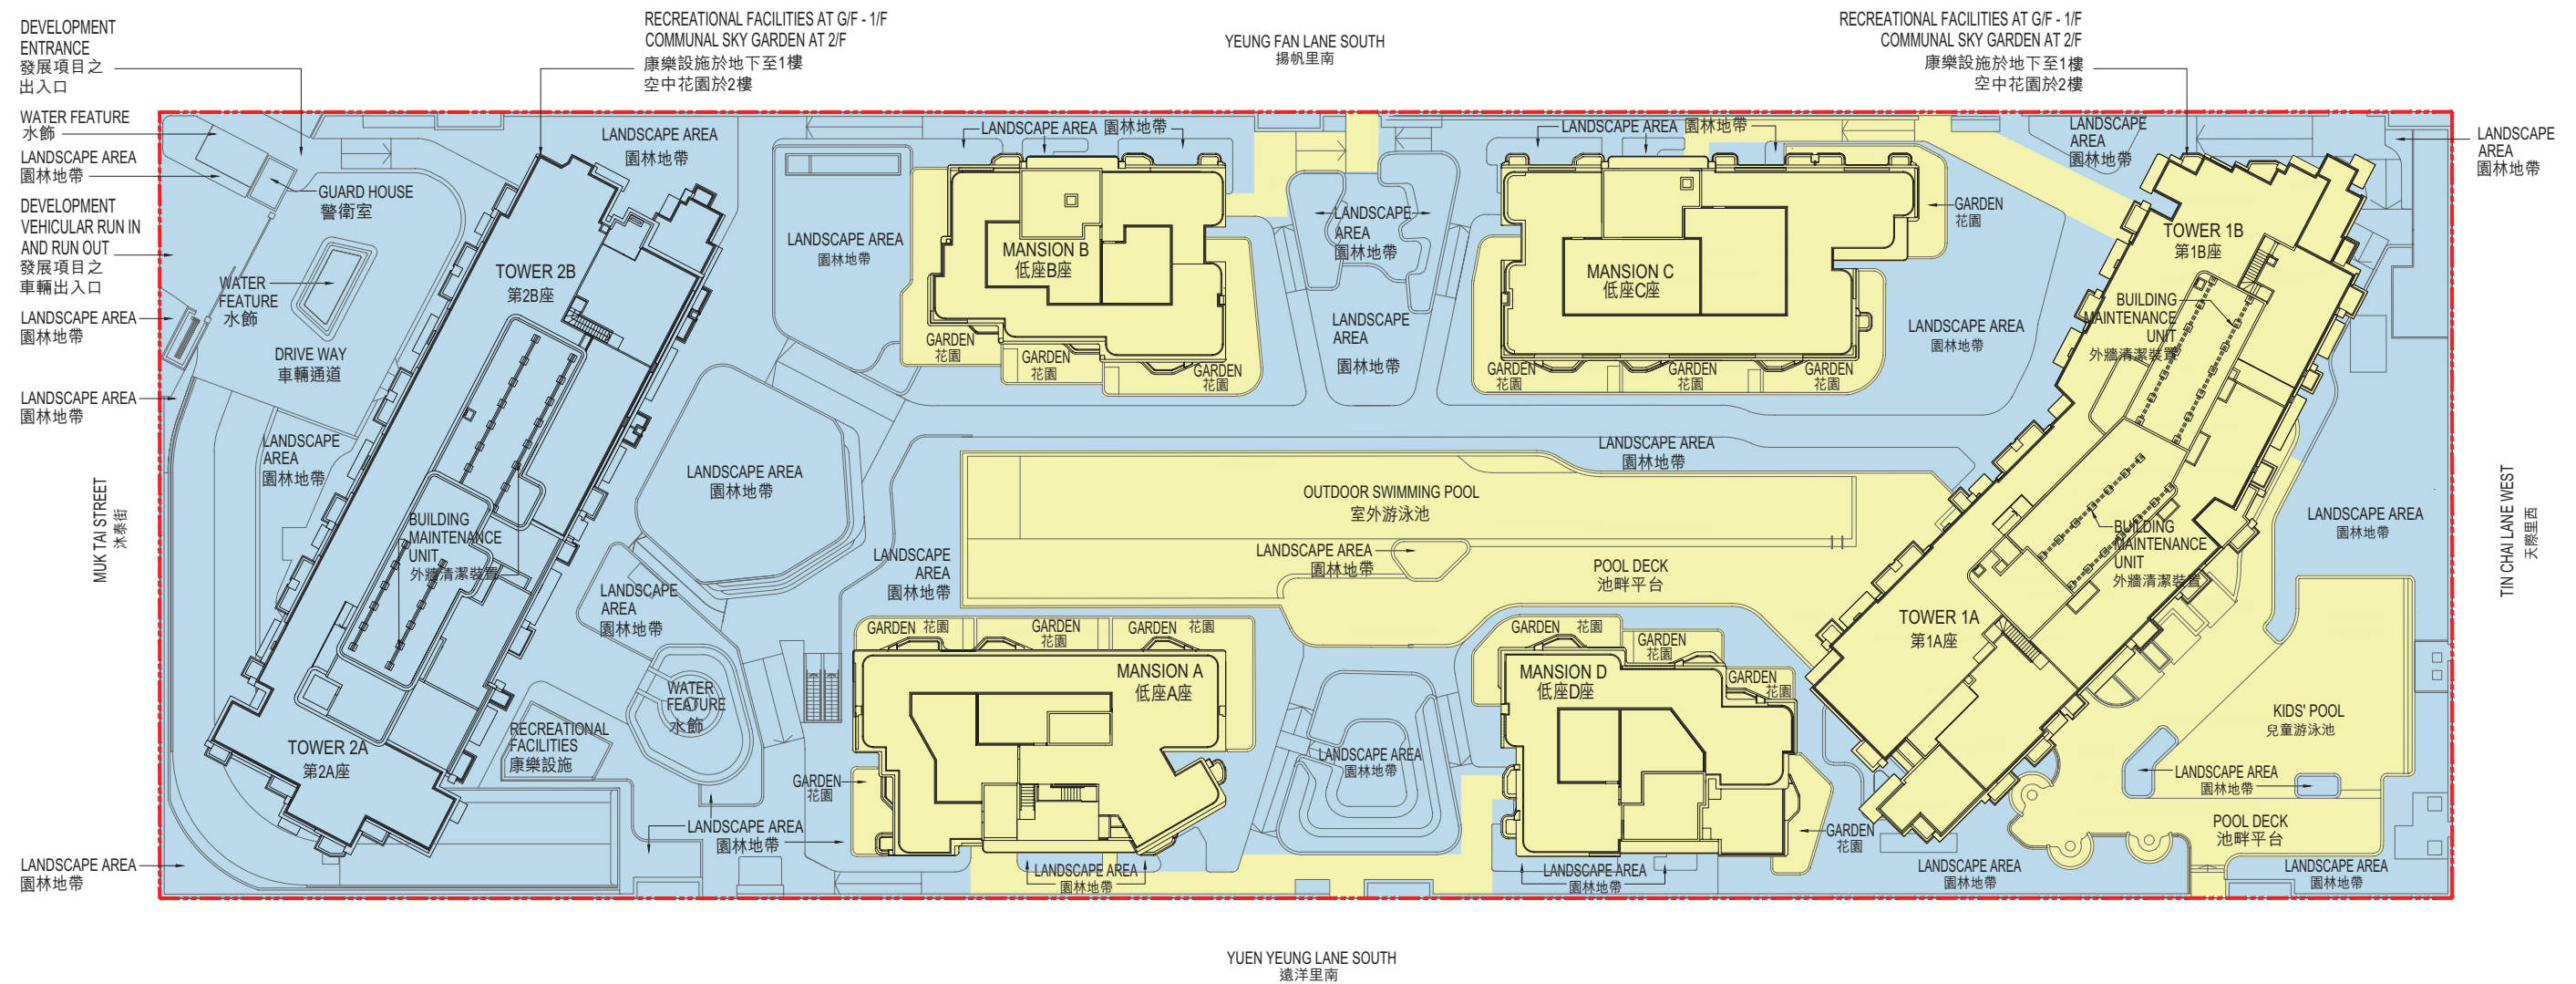 DEVELOPMENT
ENTRANCE
發展項目之
出入口
WATER FEATURE
水飾
LANDSCAPE AREA
園林地帶
DEVELOPMENT
VEHICULAR RUN IN
AND RUN OUT
發展項目之
車輛出入口
LANDSCAPE AREA
園林地帶
LANDSCAPE AREA
園林地帶
LANDSCAPE AREA
園林地帶
MUK TAI STREET
沐泰街
RECREATIONAL FACILITIES AT G/F - 1/F
COMMUNAL SKY GARDEN AT 2/F
康樂設施於地下至1樓
空中花園於2樓
YEUNG FAN LANE SOUTH
揚帆里南
RECREATIONAL FACILITIES AT G/F - 1/F
COMMUNAL SKY GARDEN AT 2/F
康樂設施於地下至1樓
空中花園於2樓
LANDSCAPE
AREA
園林地帶
TIN CHAI LANE WEST
天際里西
GUARD HOUSE
警衛室
WATER
FEATURE
水飾
DRIVE WAY
車輛通道
LANDSCAPE
AREA
園林地帶
LANDSCAPE AREA
園林地帶
TOWER 2B
第2B座
BUILDING
MAINTENANCE
UNIT
外牆清潔裝置
TOWER 2A
第2A座
LANDSCAPE AREA
園林地帶
LANDSCAPE AREA
園林地帶
LANDSCAPE
AREA
園林地帶
WATER
FEATURE
水飾
RECREATIONAL
FACILITIES
康樂設施
LANDSCAPE AREA
園林地帶
LANDSCAPE AREA 園林地帶
MANSION B
低座B座
GARDEN
花園
GARDEN
花園
GARDEN
花園
LANDSCAPE
AREA
園林地帶
LANDSCAPE
AREA
園林地帶
LANDSCAPE AREA 園林地帶
MANSION C
低座C座
GARDEN
花園
GARDEN
花園
GARDEN
花園
GARDEN
花園
LANDSCAPE AREA
園林地帶
LANDSCAPE
AREA
園林地帶
TOWER 1B
第1B座
BUILDING
MAINTENANCE
UNIT
外牆清潔裝置
LANDSCAPE AREA
園林地帶
OUTDOOR SWIMMING POOL
室外游泳池
LANDSCAPE AREA
園林地帶
POOL DECK
池畔平台
LANDSCAPE
AREA
園林地帶
BUILDING
MAINTENANCE
UNIT
外牆清潔裝置
TOWER 1A
第1A座
LANDSCAPE AREA
園林地帶
GARDEN 花園
GARDEN
花園
GARDEN 花園
MANSION A
低座A座
GARDEN
花園
LANDSCAPE AREA
園林地帶
LANDSCAPE AREA
園林地帶
GARDEN 花園
GARDEN
花園
GARDEN
花園
MANSION D
低座D座
GARDEN
花園
LANDSCAPE AREA
園林地帶
KIDS' POOL
兒童游泳池
LANDSCAPE AREA
園林地帶
POOL DECK
池畔平台
LANDSCAPE AREA
園林地帶
LANDSCAPE AREA
園林地帶
YUEN YEUNG LANE SOUTH
遠洋里南